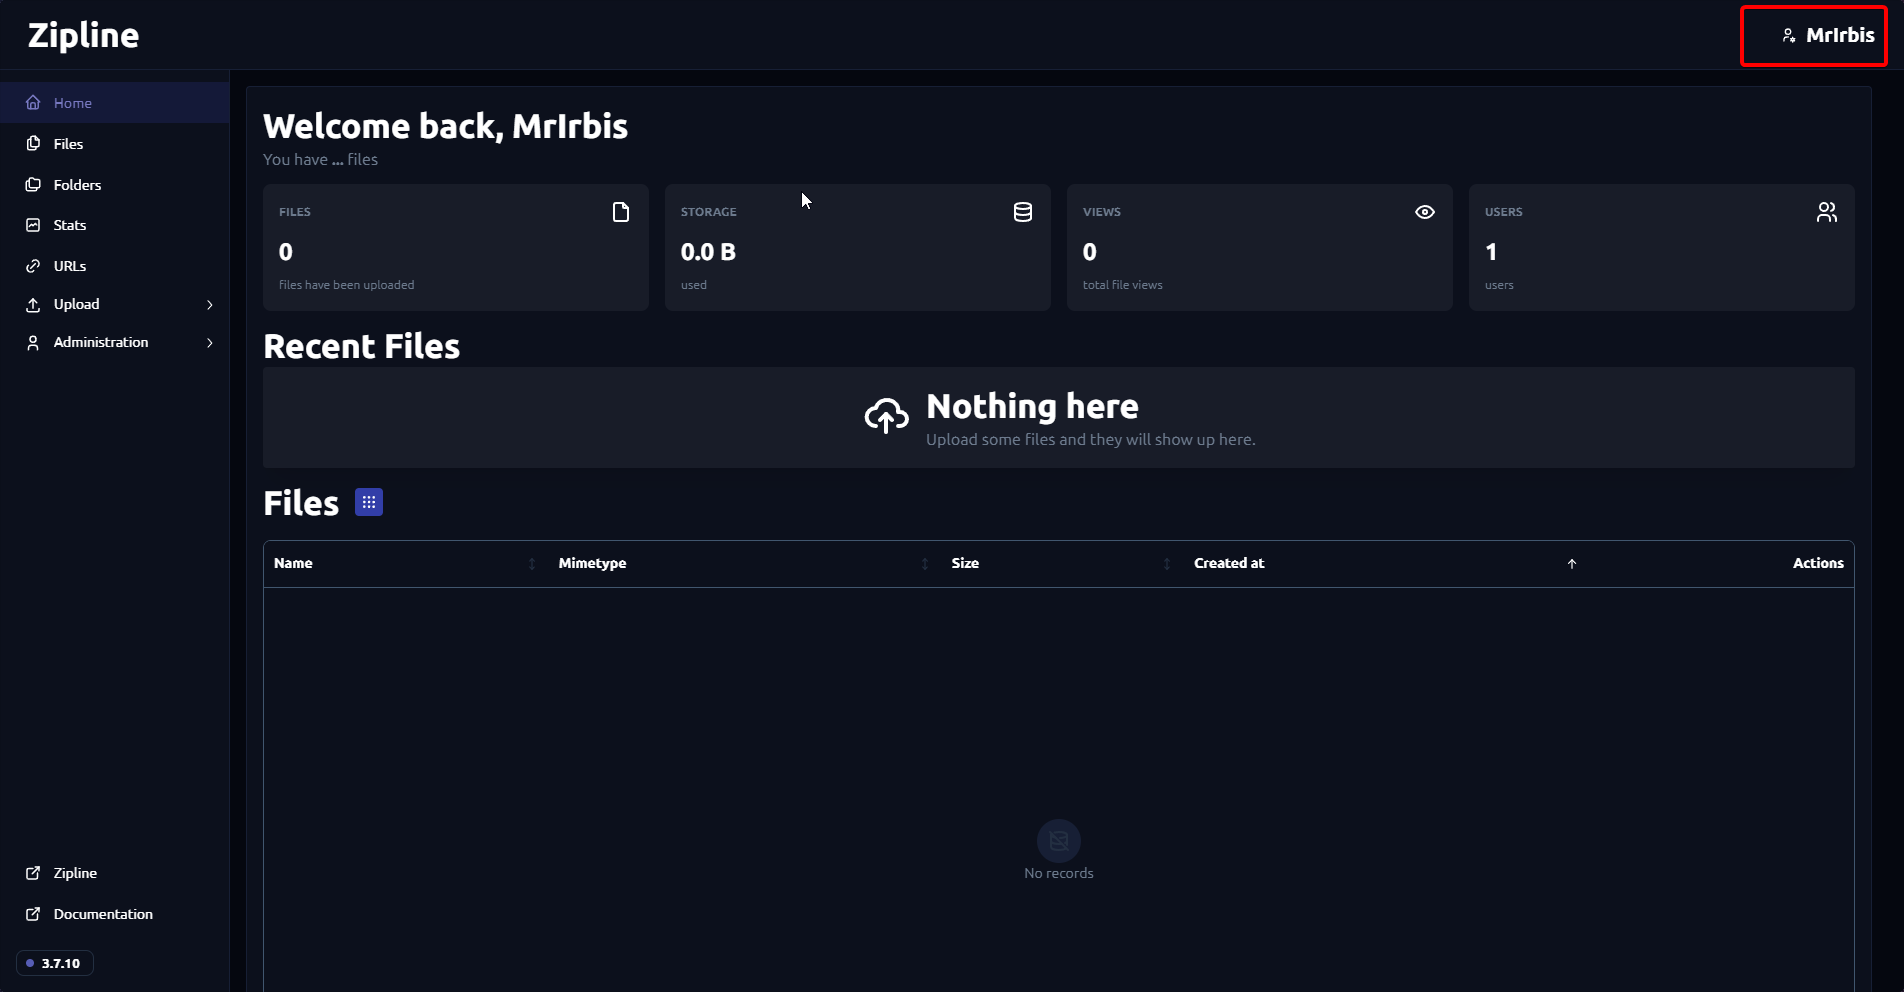 Zipline
MrIrbis
Home
Files
Folders
Stats
URLs
Upload
Administration
Zipline
Documentation
3.7.10
Welcome back, MrIrbis
You have ... files
FILES
0
files have been uploaded
STORAGE
0.0 B
used
VIEWS
0
total file views
USERS
1
users
Recent Files
Nothing here
Upload some files and they will show up here.
Files
Name Mimetype Size Created at Actions
No records